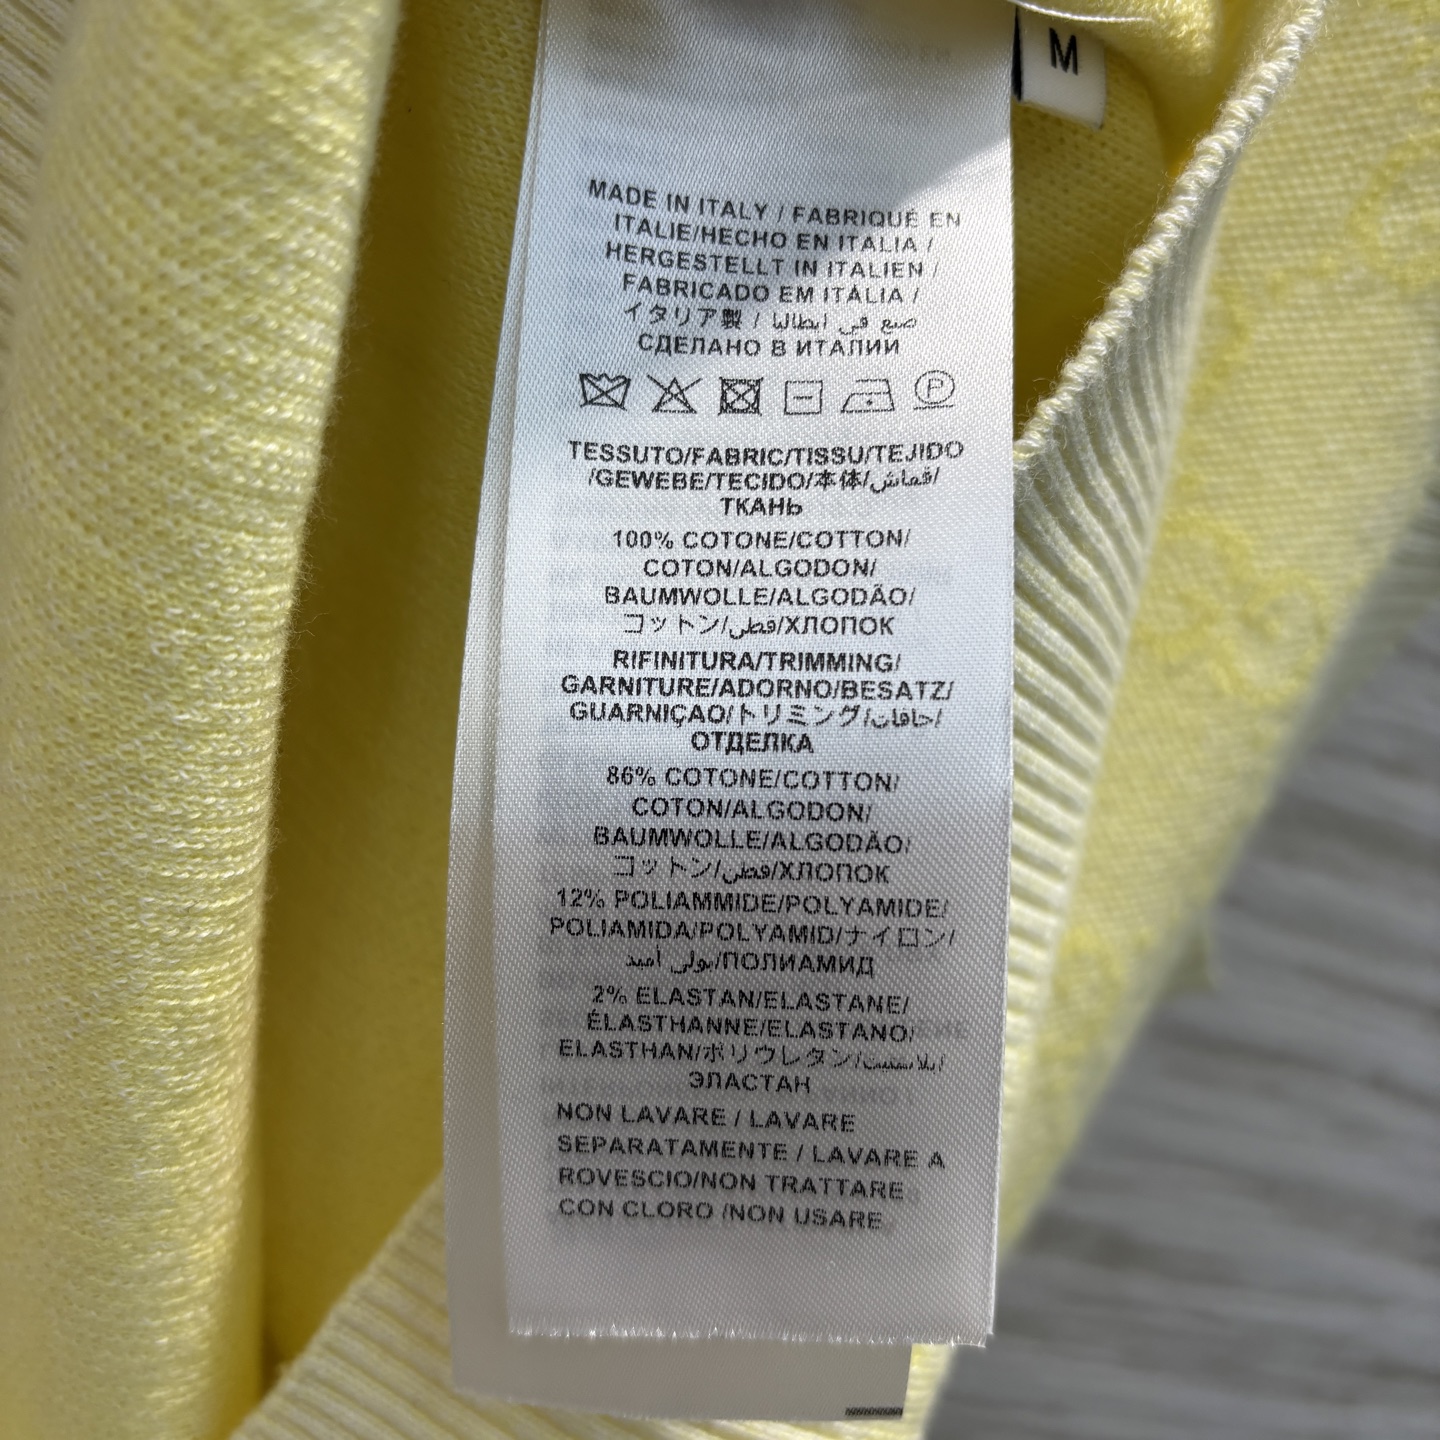 M
MADE IN ITALY / FABRIQUÉ EN
ITALIE/HECHO EN ITALIA /
HERGESTELLT IN ITALIEN /
FABRICADO EM ITÁLIA /
イタリア製 / صنع في ايطاليا
СДЕЛАНО В ИТАЛИИ
P
TESSUTO/FABRIC/TISSU/TEJIDO
/GEWEBE/TECIDO/本体/قماش/
ТКАНЬ
100% COTONE/COTTON/
COTON/ALGODON/
BAUMWOLLE/ALGODÃO/
コットン/قطن/ХЛОПОК
RIFINITURA/TRIMMING/
GARNITURE/ADORNO/BESATZ/
GUARNIÇAO/トリミング/حافات/
ОТДЕЛКА
86% COTONE/COTTON/
COTON/ALGODON/
BAUMWOLLE/ALGODÃO/
コットン/قطن/ХЛОПОК
12% POLIAMMIDE/POLYAMIDE/
POLIAMIDA/POLYAMID/ナイロン/
بولي اميد/ПОЛИАМИД
2% ELASTAN/ELASTANE/
ÉLASTHANNE/ELASTANO/
ELASTHAN/ポリウレタン/
ЭЛАСТАН
NON LAVARE / LAVARE
SEPARATAMENTE / LAVARE A
ROVESCIO/NON TRATTARE
CON CLORO /NON USARE